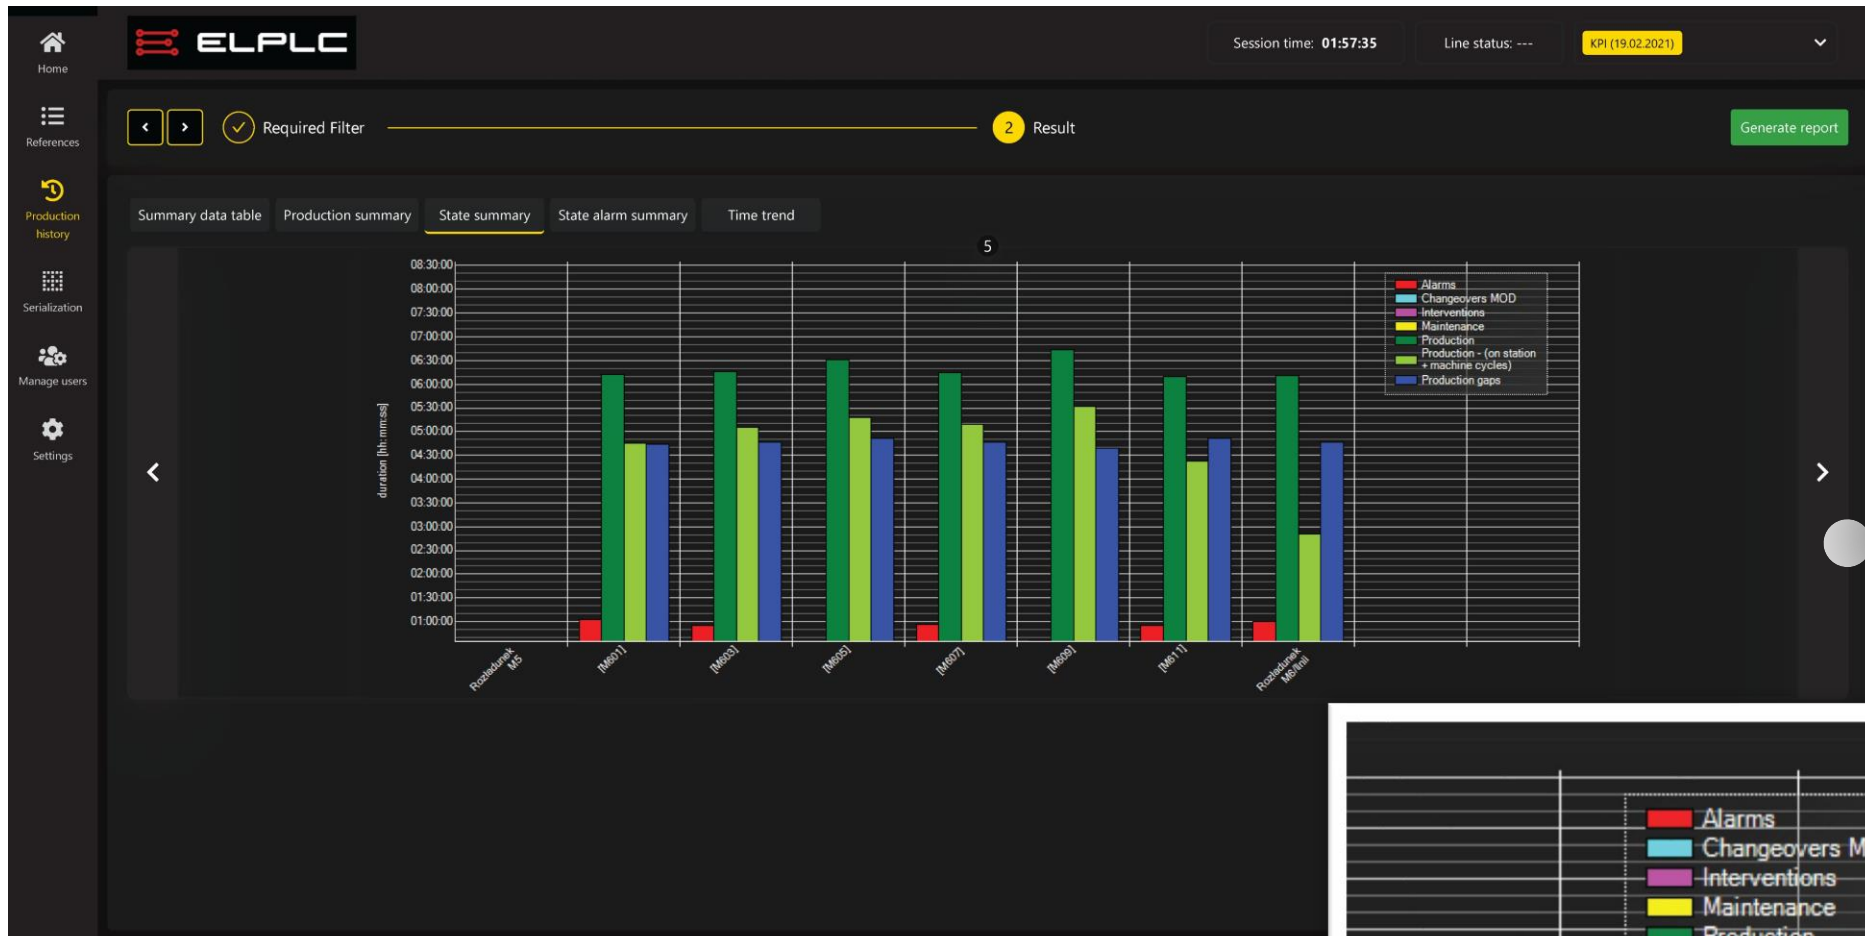 Home
ELPLC
Session time: 01:57:35
Line status: ---
KPI (19.02.2021)
References
Required Filter
2
Result
Generate report
Production
history
Summary data table
Production summary
State summary
State alarm summary
Time trend
5
Serialization
Manage users
Settings
duration [hh:mm:ss]
08:30:00
08:00:00
07:30:00
07:00:00
06:30:00
06:00:00
05:30:00
05:00:00
04:30:00
04:00:00
03:30:00
03:00:00
02:30:00
02:00:00
01:30:00
01:00:00
Alarms
Changeovers MOD
Interventions
Maintenance
Production
Production - (on station
+ machine cycles)
Production gaps
Rozładunek
M5
[M601]
[M603]
[M605]
[M607]
[M609]
[M611]
Rozładunek
M6/linii
Alarms
Changeovers M
Interventions
Maintenance
Production